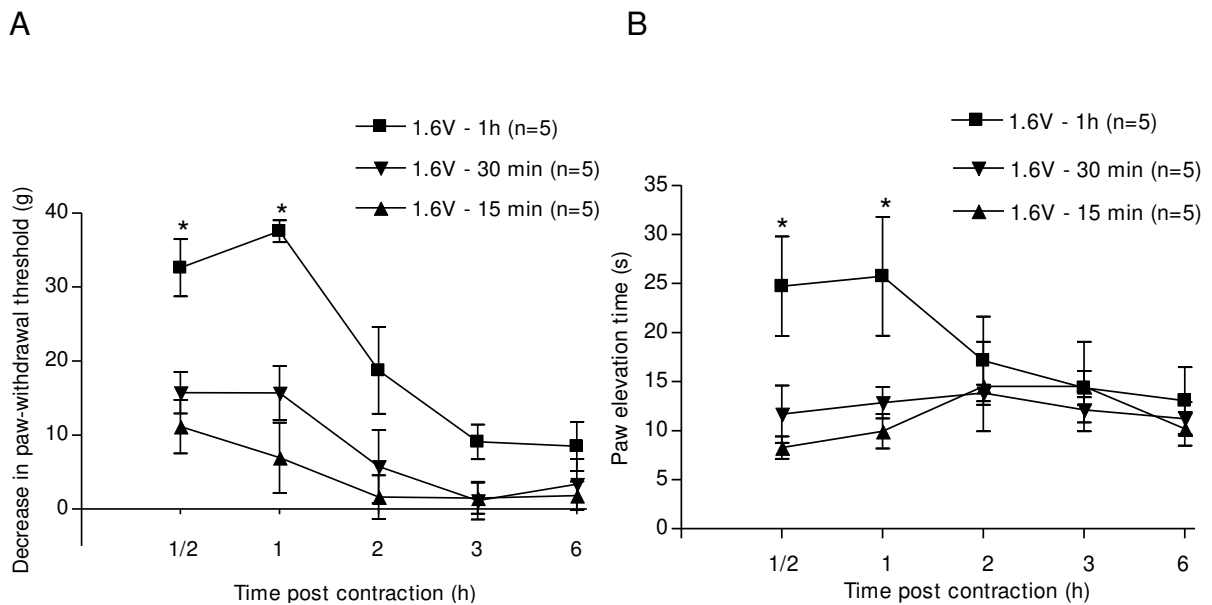 A
1.6V - 1h (n=5)
1.6V - 30 min (n=5)
1.6V - 15 min (n=5)
Decrease in paw-withdrawal threshold (g)
40
30
20
10
0
* *
1/2 1 2 3 6
Time post contraction (h)
B
1.6V - 1h (n=5)
1.6V - 30 min (n=5)
1.6V - 15 min (n=5)
Paw elevation time (s)
35
30
25
20
15
10
5
0
* *
1/2 1 2 3 6
Time post contraction (h)